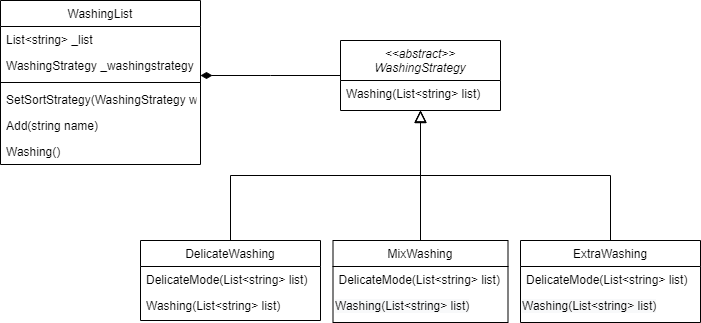 WashingList
List<string> _list
WashingStrategy _washingstrategy
SetSortStrategy(WashingStrategy w
Add(string name)
Washing()
<<abstract>>
WashingStrategy
Washing(List<string> list)
DelicateWashing
DelicateMode(List<string> list)
Washing(List<string> list)
MixWashing
DelicateMode(List<string> list)
Washing(List<string> list)
ExtraWashing
DelicateMode(List<string> list)
Washing(List<string> list)